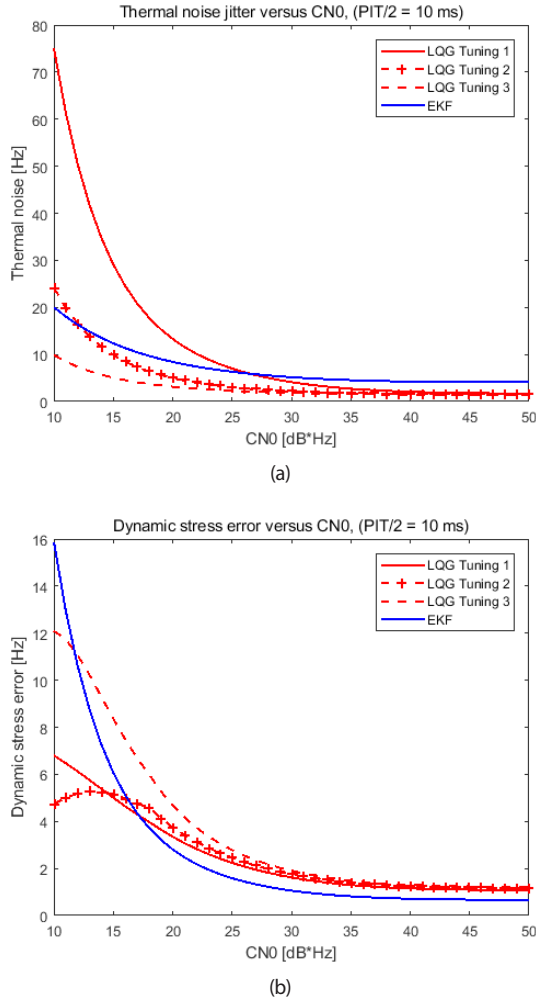 Thermal noise jitter versus CN0, (PIT/2 = 10 ms)
80
70
60
50
40
30
20
10
0
Thermal noise [Hz]
LQG Tuning 1
LQG Tuning 2
LQG Tuning 3
EKF
10 15 20 25 30 35 40 45 50
CN0 [dB*Hz]
(a)
Dynamic stress error versus CN0, (PIT/2 = 10 ms)
16
14
12
10
8
6
4
2
0
Dynamic stress error [Hz]
LQG Tuning 1
LQG Tuning 2
LQG Tuning 3
EKF
10 15 20 25 30 35 40 45 50
CN0 [dB*Hz]
(b)